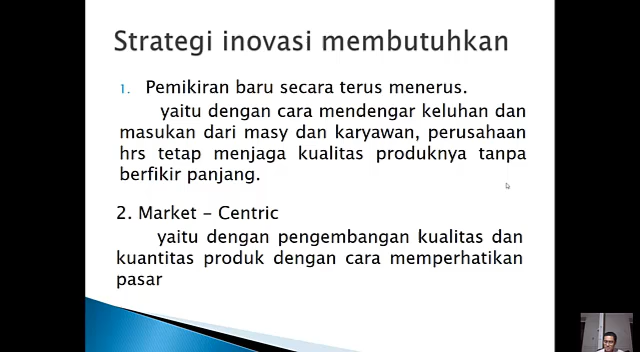 Strategi inovasi membutuhkan
1. Pemikiran baru secara terus menerus.
yaitu dengan cara mendengar keluhan dan
masukan dari masy dan karyawan, perusahaan
hrs tetap menjaga kualitas produknya tanpa
berfikir panjang.
2. Market – Centric
yaitu dengan pengembangan kualitas dan
kuantitas produk dengan cara memperhatikan
pasar